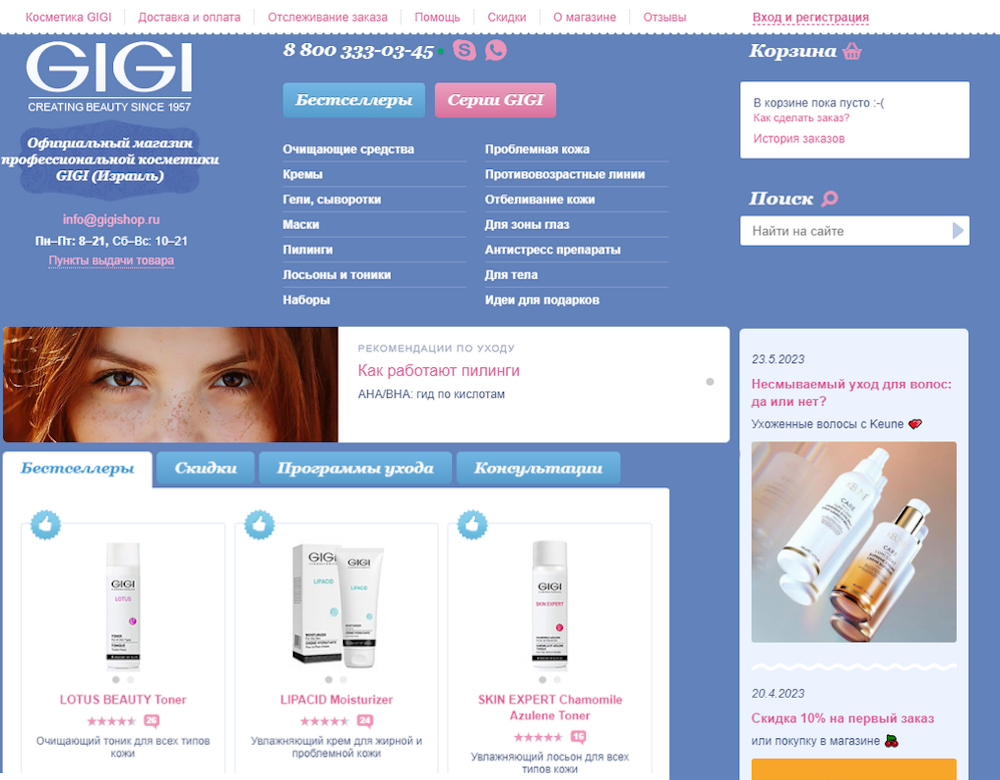 Косметика GIGI
Доставка и оплата
Отслеживание заказа
Помощь
Скидки
О магазине
Отзывы
Вход и регистрация
GIGI
CREATING BEAUTY SINCE 1957
Официальный магазин
профессиональной косметики
GIGI (Израиль)
info@gigishop.ru
Пн–Пт: 8–21, Сб–Вс: 10–21
Пункты выдачи товара
8 800 333-03-45
Бестселлеры
Серии GIGI
Очищающие средства
Кремы
Гели, сыворотки
Маски
Пилинги
Лосьоны и тоники
Наборы
Проблемная кожа
Противовозрастные линии
Отбеливание кожи
Для зоны глаз
Антистресс препараты
Для тела
Идеи для подарков
Корзина
В корзине пока пусто :-(
Как сделать заказ?
История заказов
Поиск
Найти на сайте
РЕКОМЕНДАЦИИ ПО УХОДУ
Как работают пилинги
AHA/BHA: гид по кислотам
Бестселлеры
Скидки
Программы ухода
Консультации
GIGI
LOTUS
TONER
TONIQUE
LOTUS BEAUTY Toner
26
Очищающий тоник для всех типов
кожи
GIGI
LIPACID
MOISTURIZER
GIGI
LIPACID
LIPACID Moisturizer
24
Увлажняющий крем для жирной и
проблемной кожи
GIGI
SKIN EXPERT
SKIN EXPERT Chamomile
Azulene Toner
15
Увлажняющий лосьон для всех
типов кожи
23.5.2023
Несмываемый уход для волос:
да или нет?
Ухоженные волосы с Keune
CARE
CARE
20.4.2023
Скидка 10% на первый заказ
или покупку в магазине